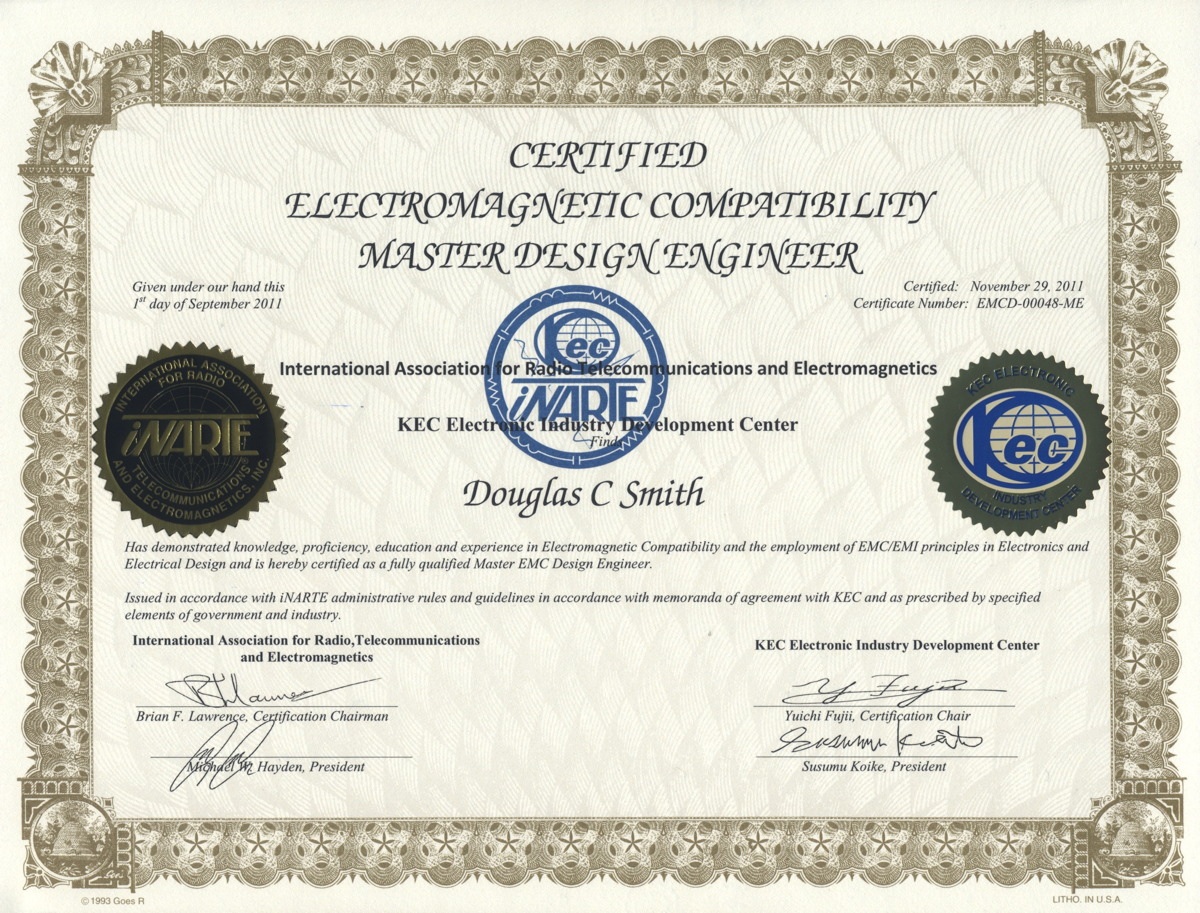 CERTIFIED
ELECTROMAGNETIC COMPATIBILITY
MASTER DESIGN ENGINEER
Given under our hand this
1st day of September 2011
Certified: November 29, 2011
Certificate Number: EMCD-00048-ME
Kec
iNARTE
International Association for Radio Telecommunications and Electromagnetics
KEC Electronic Industry Development Center
Finds
INTERNATIONAL ASSOCIATION
FOR RADIO
iNARTE
TELECOMMUNICATIONS
AND ELECTROMAGNETICS, INC.
KEC ELECTRONIC
Kec
INDUSTRY
DEVELOPMENT CENTER
Douglas C Smith
Has demonstrated knowledge, proficiency, education and experience in Electromagnetic Compatibility and the employment of EMC/EMI principles in Electronics and
Electrical Design and is hereby certified as a fully qualified Master EMC Design Engineer.
Issued in accordance with iNARTE administrative rules and guidelines in accordance with memoranda of agreement with KEC and as prescribed by specified
elements of government and industry.
International Association for Radio,Telecommunications
and Electromagnetics
KEC Electronic Industry Development Center
Brian F. Lawrence, Certification Chairman
Y Fujii
Yuichi Fujii, Certification Chair
Susumu Koike
Michael Hayden, President
Susumu Koike, President
©1993 Goes R
LITHO. IN U.S.A.